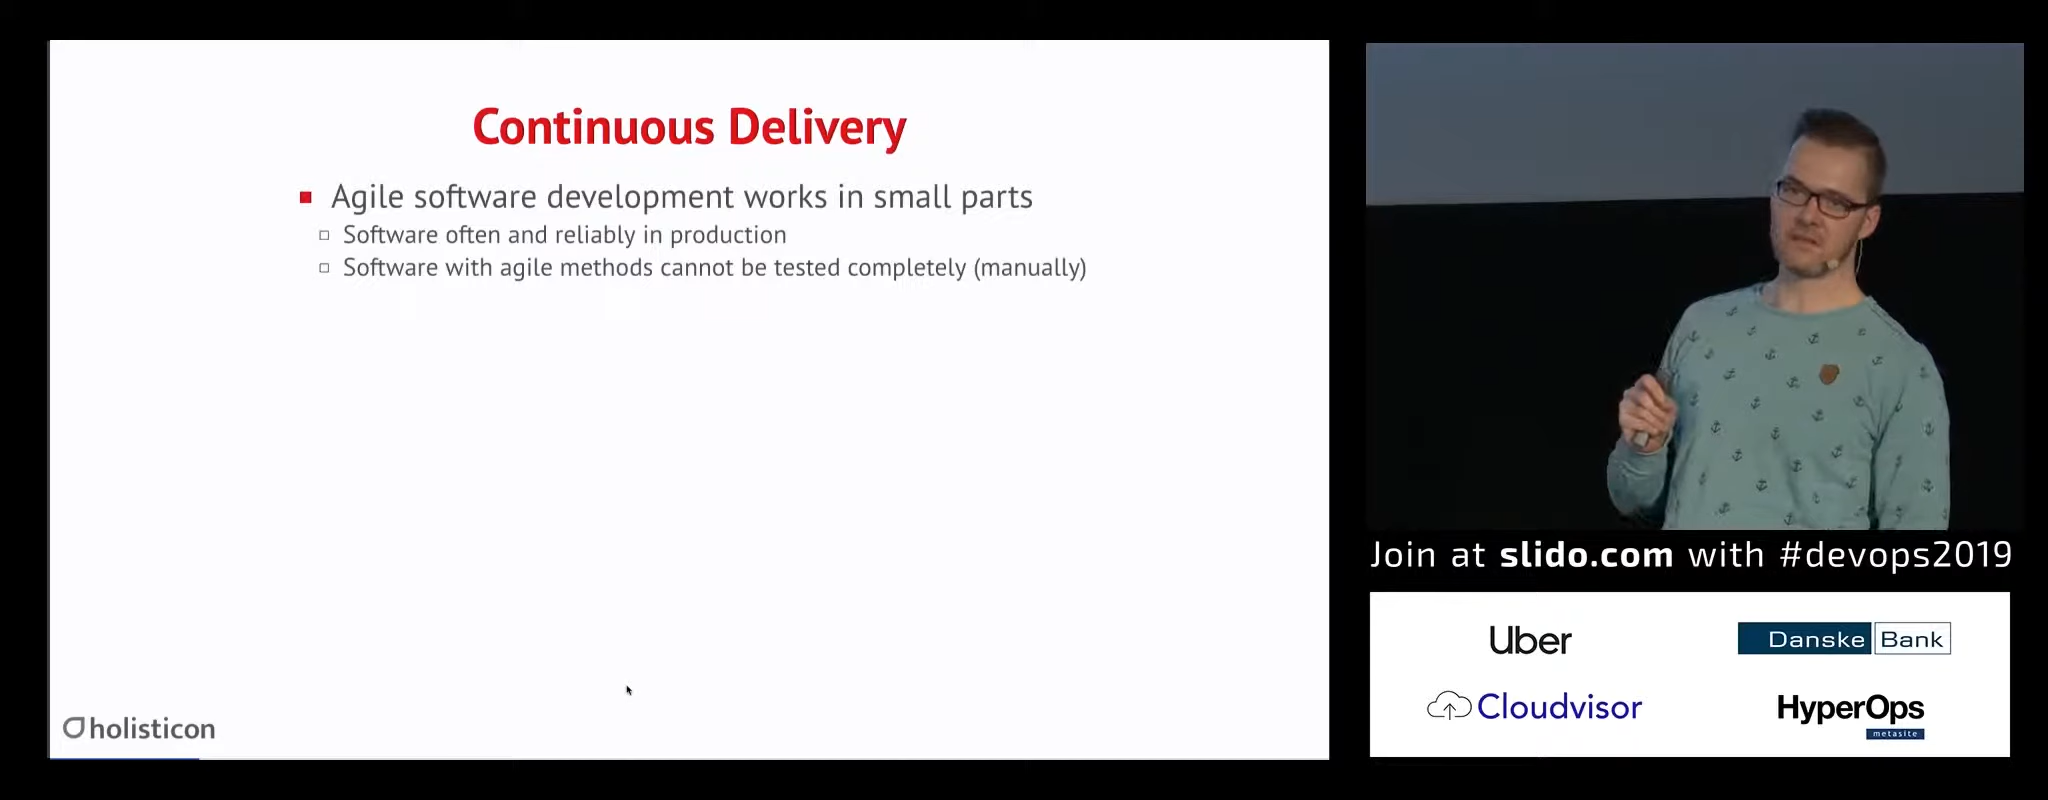 Continuous Delivery
Agile software development works in small parts
Software often and reliably in production
Software with agile methods cannot be tested completely (manually)
holisticon
Join at slido.com with #devops2019
Uber
Danske Bank
Cloudvisor
HyperOps
metasite